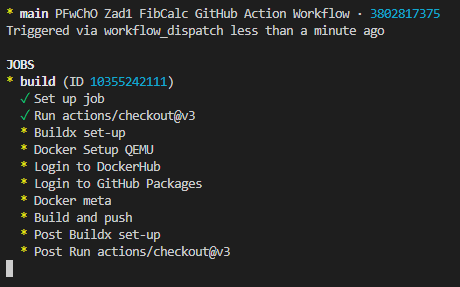 * main PFwChO Zad1 FibCalc GitHub Action Workflow · 3802817375
Triggered via workflow_dispatch less than a minute ago
JOBS
* build (ID 10355242111)
✓ Set up job
✓ Run actions/checkout@v3
* Buildx set-up
* Docker Setup QEMU
* Login to DockerHub
* Login to GitHub Packages
* Docker meta
* Build and push
* Post Buildx set-up
* Post Run actions/checkout@v3